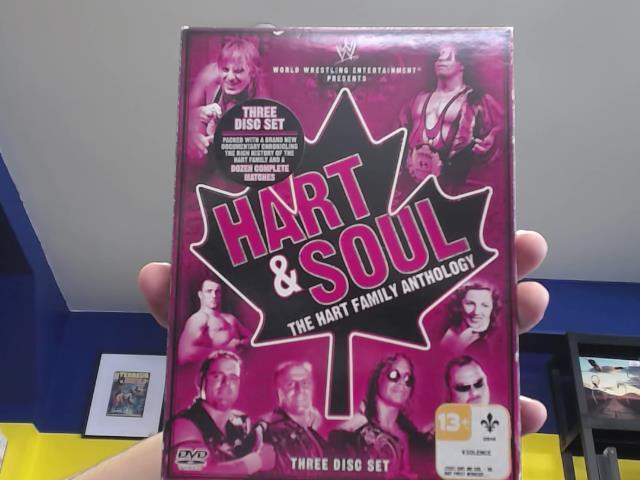 W
WORLD WRESTLING ENTERTAINMENT
PRESENTS
THREE
DISC SET
PACKED WITH A BRAND NEW
DOCUMENTARY CHRONICLING
THE RICH HISTORY OF THE
HART FAMILY AND A
DOZEN COMPLETE
MATCHES
HART
& SOUL
THE HART FAMILY ANTHOLOGY
13+
VIOLENCE
DVD
THREE DISC SET